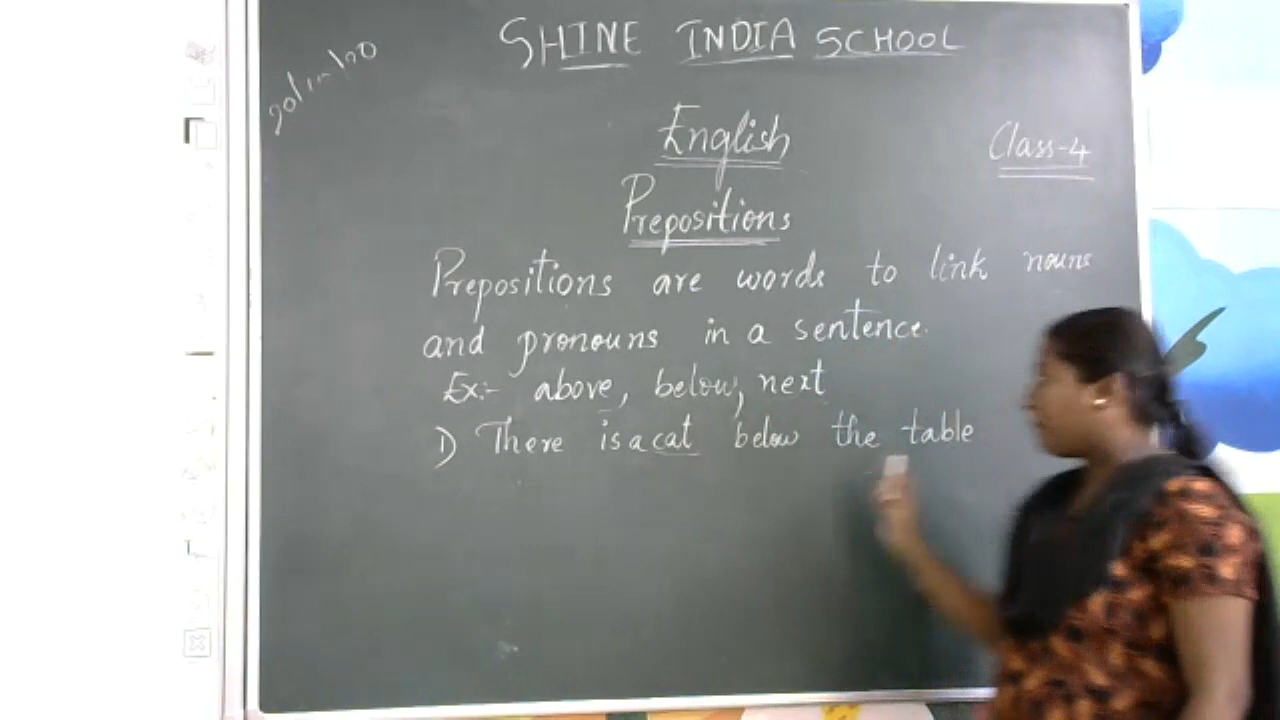 SHINE INDIA SCHOOL
English
Class-4
Prepositions
Prepositions are words to link nouns
and pronouns in a sentence.
Ex:- above, below, next
1) There is a cat below the table